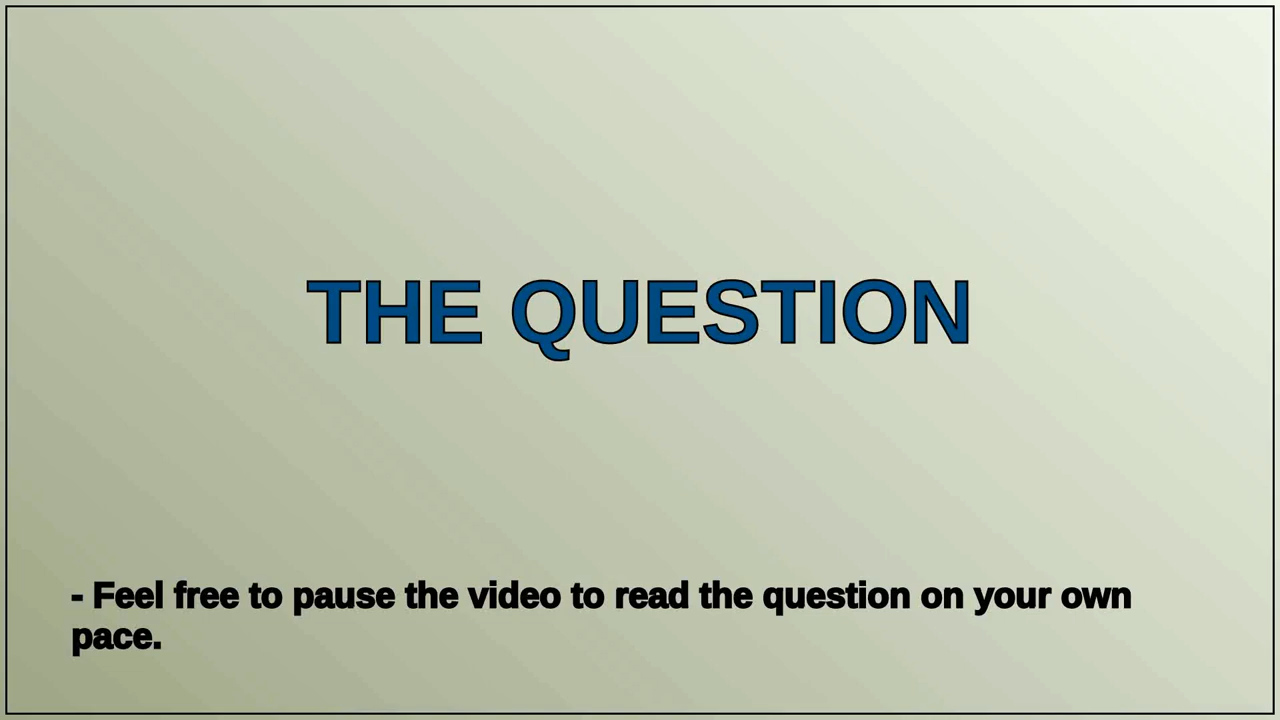 THE QUESTION
- Feel free to pause the video to read the question on your own
pace.